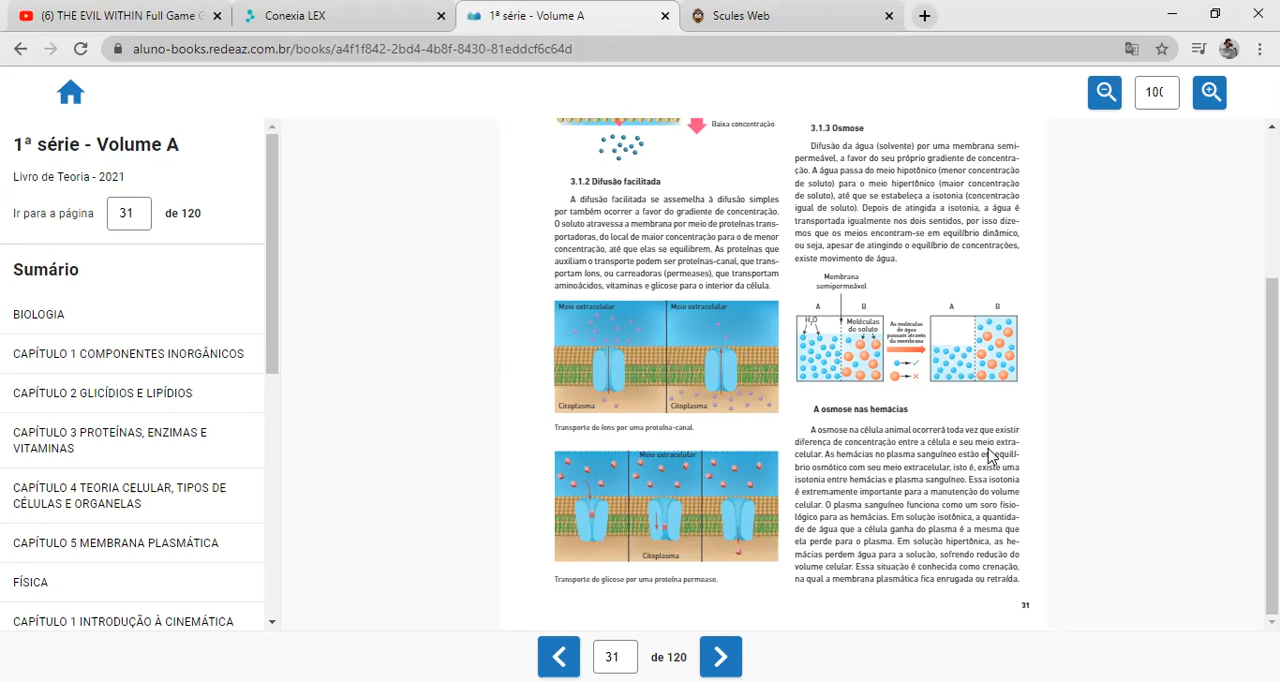 (6) THE EVIL WITHIN Full Game G
Conexia LEX
1ª série - Volume A
Scules Web
aluno-books.redeaz.com.br/books/a4f1f842-2bd4-4b8f-8430-81eddcf6c64d
100
1ª série - Volume A
Livro de Teoria - 2021
Ir para a página 31 de 120
Sumário
BIOLOGIA
CAPÍTULO 1 COMPONENTES INORGÂNICOS
CAPÍTULO 2 GLICÍDIOS E LIPÍDIOS
CAPÍTULO 3 PROTEÍNAS, ENZIMAS E
VITAMINAS
CAPÍTULO 4 TEORIA CELULAR, TIPOS DE
CÉLULAS E ORGANELAS
CAPÍTULO 5 MEMBRANA PLASMÁTICA
FÍSICA
CAPÍTULO 1 INTRODUÇÃO À CINEMÁTICA
Baixa concentração
3.1.2 Difusão facilitada
A difusão facilitada se assemelha à difusão simples
por também ocorrer a favor do gradiente de concentração.
O soluto atravessa a membrana por meio de proteínas trans-
portadoras, do local de maior concentração para o de menor
concentração, até que elas se equilibrem. As proteínas que
auxiliam o transporte podem ser proteínas-canal, que trans-
portam íons, ou carreadoras (permeases), que transportam
aminoácidos, vitaminas e glicose para o interior da célula.
Meio extracelular
Meio extracelular
Citoplasma
Citoplasma
Transporte de íons por uma proteína-canal.
Meio extracelular
Citoplasma
Transporte de glicose por uma proteína permease.
3.1.3 Osmose
Difusão da água (solvente) por uma membrana semi-
permeável, a favor do seu próprio gradiente de concentra-
ção. A água passa do meio hipotônico (menor concentração
de soluto) para o meio hipertônico (maior concentração
de soluto), até que se estabeleça a isotonia (concentração
igual de soluto). Depois de atingida a isotonia, a água é
transportada igualmente nos dois sentidos, por isso dize-
mos que os meios encontram-se em equilíbrio dinâmico,
ou seja, apesar de atingindo o equilíbrio de concentrações,
existe movimento de água.
Membrana
semipermeável
A B
H₂O
Moléculas
de soluto
As moléculas
de água
passam através
da membrana
A B
A osmose nas hemácias
A osmose na célula animal ocorrerá toda vez que existir
diferença de concentração entre a célula e seu meio extra-
celular. As hemácias no plasma sanguíneo estão em equilí-
brio osmótico com seu meio extracelular, isto é, existe uma
isotonia entre hemácias e plasma sanguíneo. Essa isotonia
é extremamente importante para a manutenção do volume
celular. O plasma sanguíneo funciona como um soro fisio-
lógico para as hemácias. Em solução isotônica, a quantida-
de de água que a célula ganha do plasma é a mesma que
ela perde para o plasma. Em solução hipertônica, as he-
mácias perdem água para a solução, sofrendo redução do
volume celular. Essa situação é conhecida como crenação,
na qual a membrana plasmática fica enrugada ou retraída.
31
31 de 120